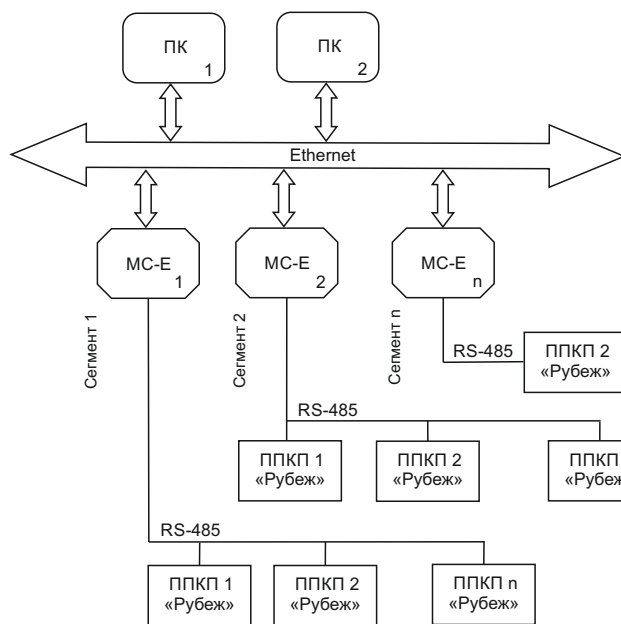 ПК
1
ПК
2
Ethernet
МС-Е
1
МС-Е
2
МС-Е
n
Сегмент 1
Сегмент 2
Сегмент n
RS-485
ППКП 2
«Рубеж»
RS-485
ППКП 1
«Рубеж»
ППКП 2
«Рубеж»
ППКП
«Рубеж
RS-485
ППКП 1
«Рубеж»
ППКП 2
«Рубеж»
ППКП n
«Рубеж»